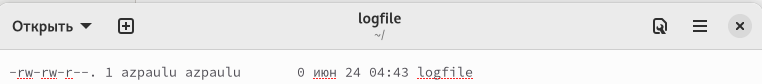 Открыть
logfile
~/
-rw-rw-r--. 1 azpaulu azpaulu 0 июн 24 04:43 logfile